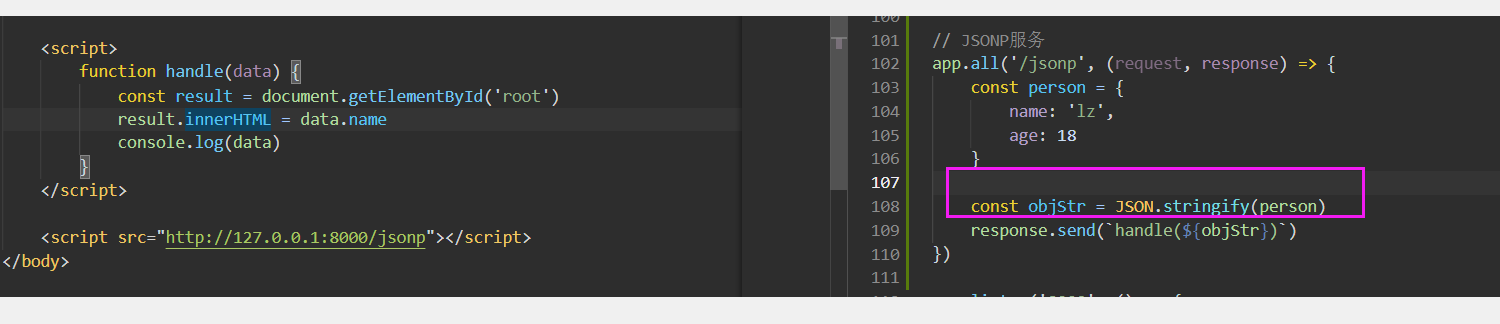 <script>
function handle(data) {
const result = document.getElementById('root')
result.innerHTML = data.name
console.log(data)
}
</script>
<script src="http://127.0.0.1:8000/jsonp"></script>
</body>
100
101 // JSONP服务
102 app.all('/jsonp', (request, response) => {
103 const person = {
104 name: 'lz',
105 age: 18
106 }
107
108 const objStr = JSON.stringify(person)
109 response.send(`handle(${objStr})`)
110 })
111